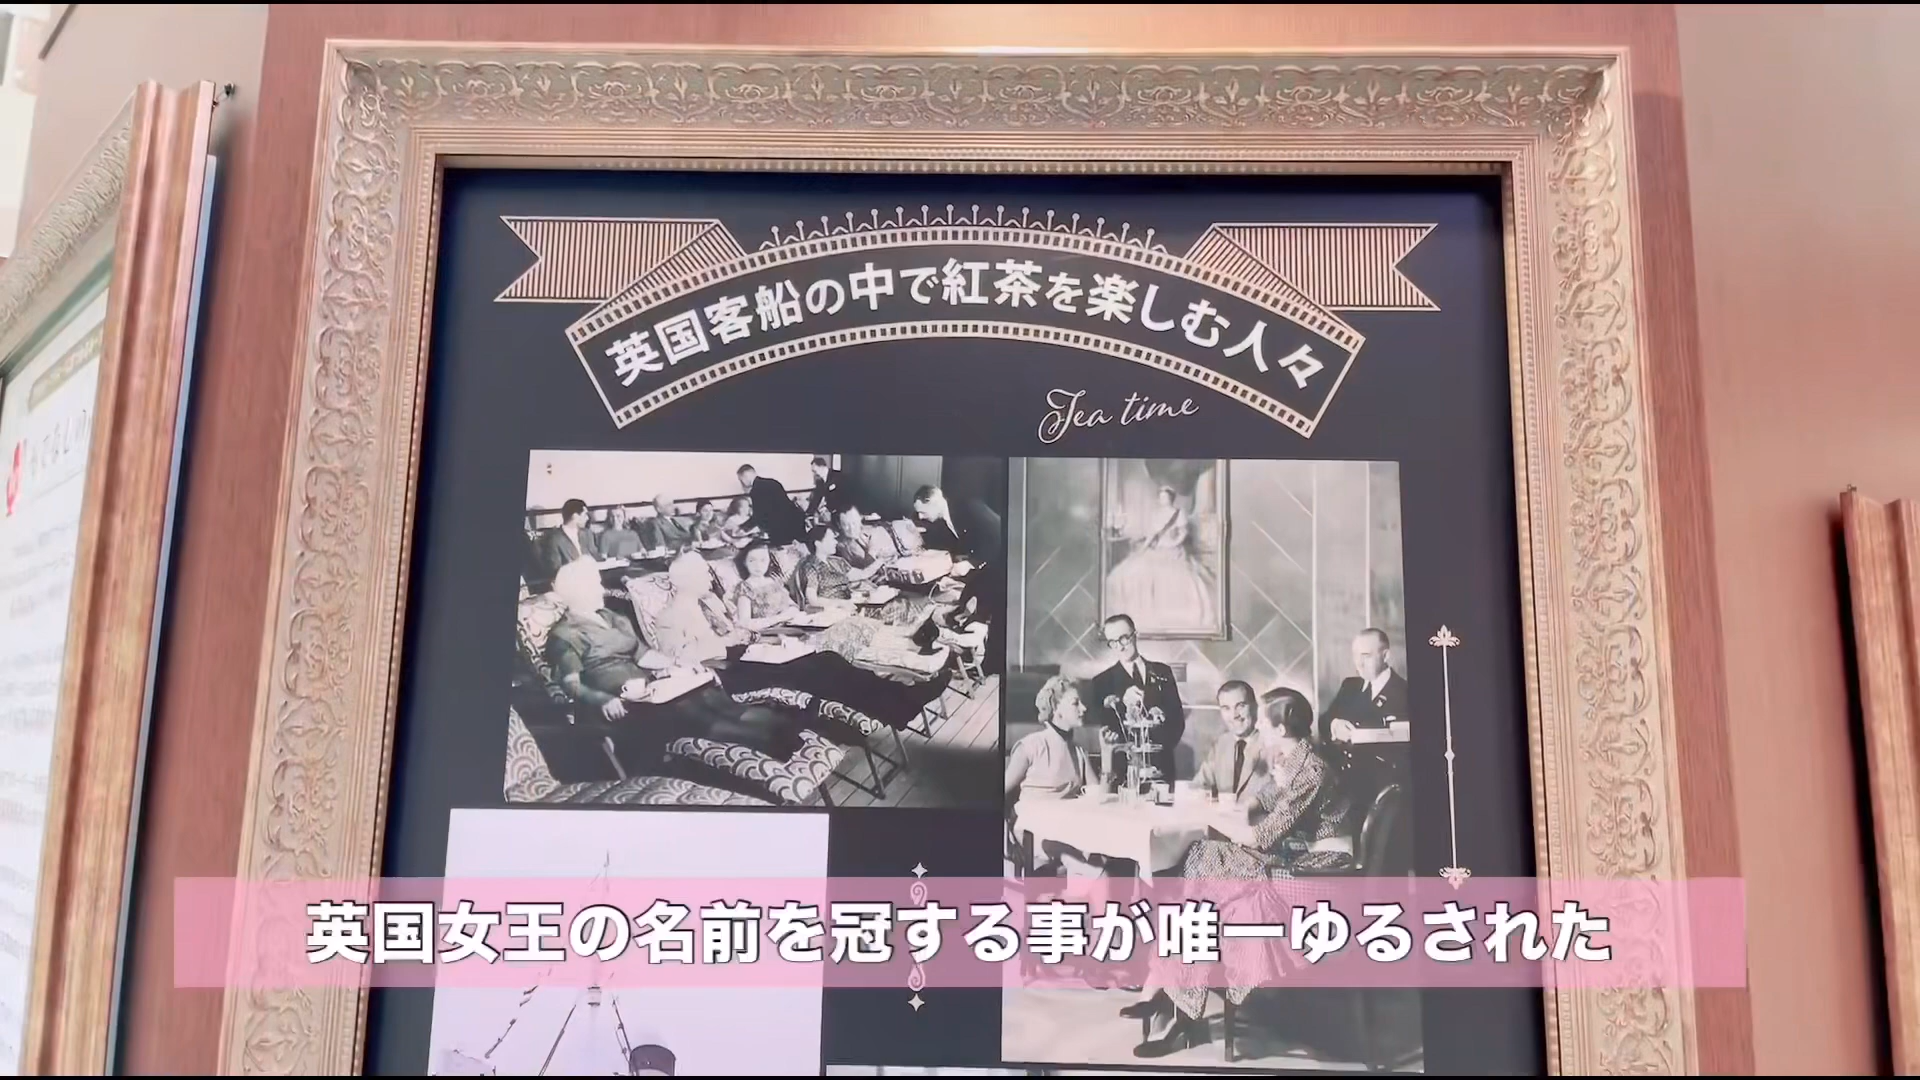 英国客船の中で紅茶を楽しむ人々
Tea time
英国女王の名前を冠する事が唯一ゆるされた